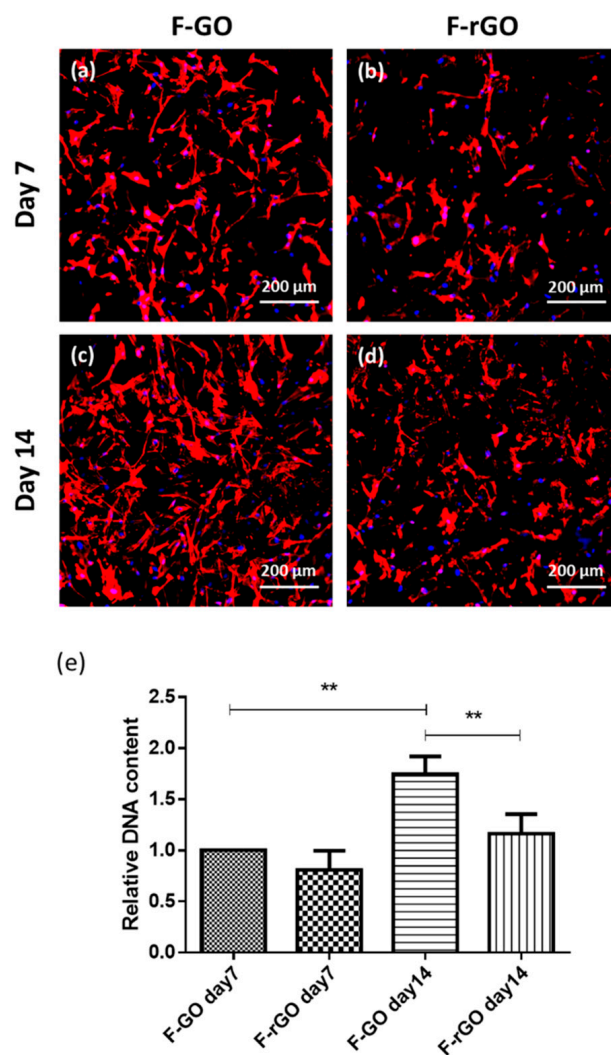 F-GO
F-rGO
Day 7
(a)
(b)
200 μm
200 μm
Day 14
(c)
(d)
200 μm
200 μm
(e)
Relative DNA content
2.5
2.0
1.5
1.0
0.5
0.0
**
**
F-GO day7
F-rGO day7
F-GO day14
F-rGO day14